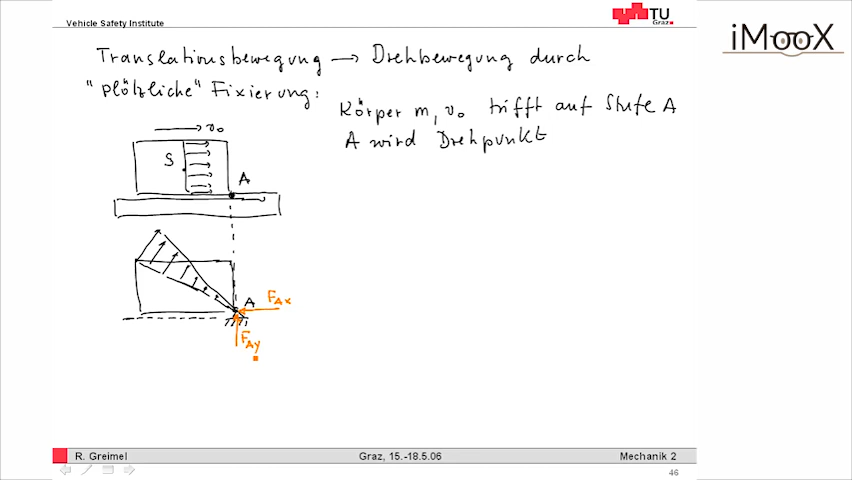 Vehicle Safety Institute
TU
Graz
iMooX
Translationsbewegung → Drehbewegung durch
"plötzliche" Fixierung:
Körper m, v₀ trifft auf Stufe A
A wird Drehpunkt
v₀
S
A
A
F_Ax
F_Ay
R. Greimel
Graz, 15.-18.5.06
Mechanik 2
46